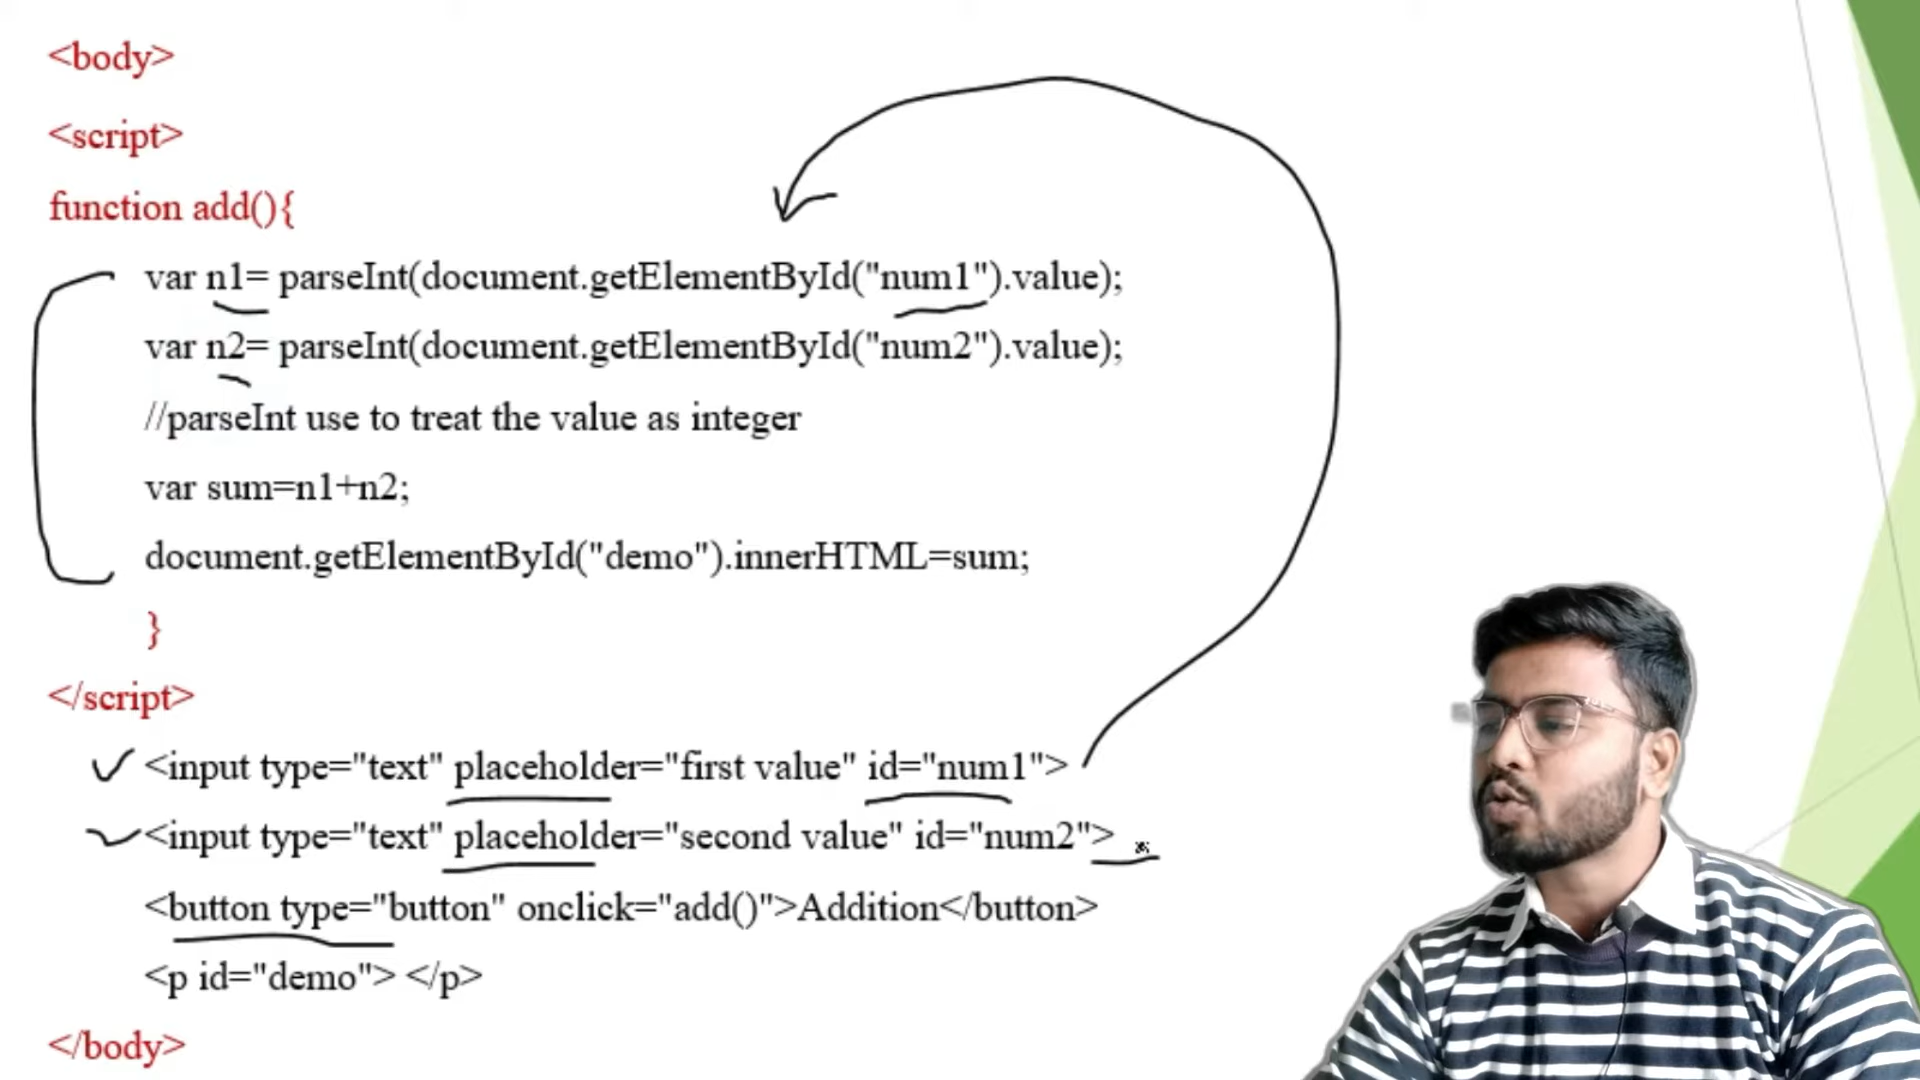 <body>
<script>
function add(){
var n1= parseInt(document.getElementById("num1").value);
var n2= parseInt(document.getElementById("num2").value);
//parseInt use to treat the value as integer
var sum=n1+n2;
document.getElementById("demo").innerHTML=sum;
}
</script>
<input type="text" placeholder="first value" id="num1">
<input type="text" placeholder="second value" id="num2">
<button type="button" onclick="add()">Addition</button>
<p id="demo"> </p>
</body>